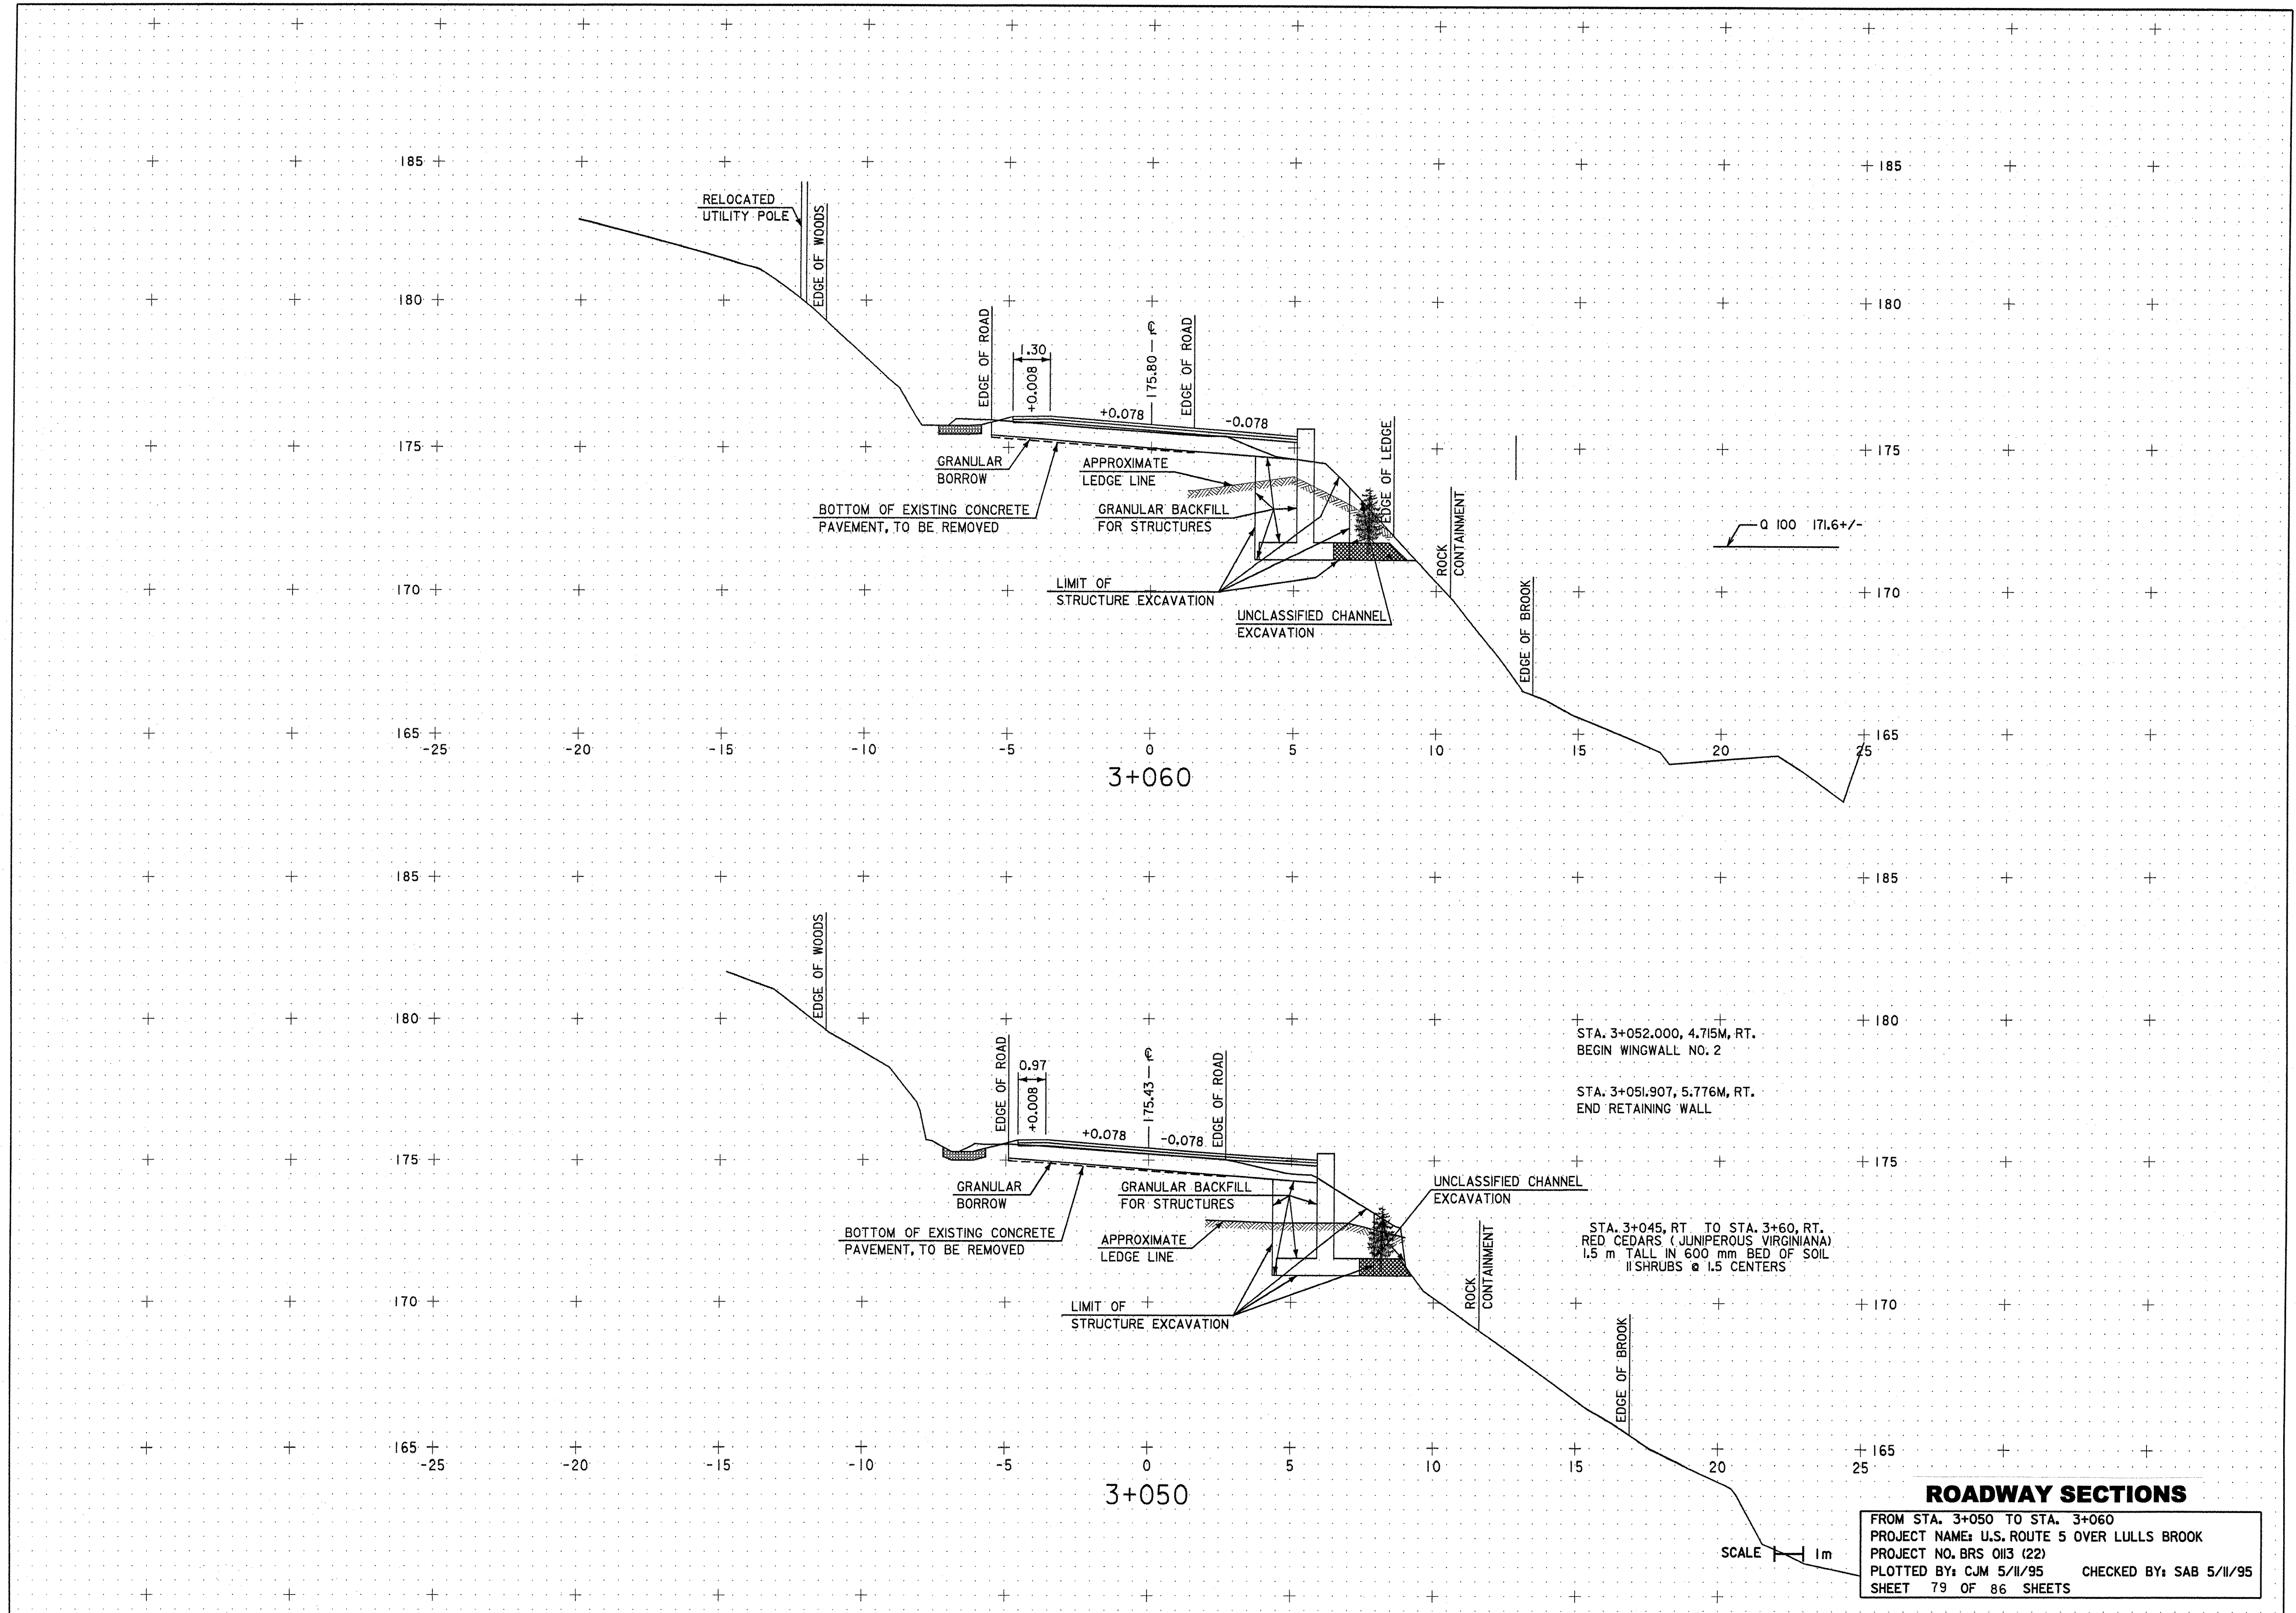 185
185
RELOCATED
UTILITY POLE
EDGE OF WOODS
180
180
EDGE OF ROAD
1.30
+0.008
+0.078
175.80 ℄
EDGE OF ROAD
-0.078
175
175
GRANULAR
BORROW
APPROXIMATE
LEDGE LINE
EDGE OF LEDGE
BOTTOM OF EXISTING CONCRETE
PAVEMENT, TO BE REMOVED
GRANULAR BACKFILL
FOR STRUCTURES
ROCK
CONTAINMENT
Q 100 171.6+/-
LIMIT OF
STRUCTURE EXCAVATION
170
170
UNCLASSIFIED CHANNEL
EXCAVATION
EDGE OF BROOK
165
165
-25 -20 -15 -10 -5 0 5 10 15 20 25
3+060
185
185
EDGE OF WOODS
180
180
STA. 3+052.000, 4.715M, RT.
BEGIN WINGWALL NO. 2
STA. 3+051.907, 5.776M, RT.
END RETAINING WALL
EDGE OF ROAD
0.97
+0.008
+0.078
175.43 ℄
-0.078
EDGE OF ROAD
175
175
GRANULAR
BORROW
GRANULAR BACKFILL
FOR STRUCTURES
UNCLASSIFIED CHANNEL
EXCAVATION
BOTTOM OF EXISTING CONCRETE
PAVEMENT, TO BE REMOVED
APPROXIMATE
LEDGE LINE
ROCK
CONTAINMENT
STA. 3+045, RT TO STA. 3+60, RT.
RED CEDARS ( JUNIPEROUS VIRGINIANA)
1.5 m TALL IN 600 mm BED OF SOIL
11 SHRUBS @ 1.5 CENTERS
LIMIT OF
STRUCTURE EXCAVATION
170
170
EDGE OF BROOK
165
165
-25 -20 -15 -10 -5 0 5 10 15 20 25
3+050
SCALE 1m
ROADWAY SECTIONS
FROM STA. 3+050 TO STA. 3+060
PROJECT NAME: U.S. ROUTE 5 OVER LULLS BROOK
PROJECT NO. BRS 0113 (22)
PLOTTED BY: CJM 5/11/95 CHECKED BY: SAB 5/11/95
SHEET 79 OF 86 SHEETS